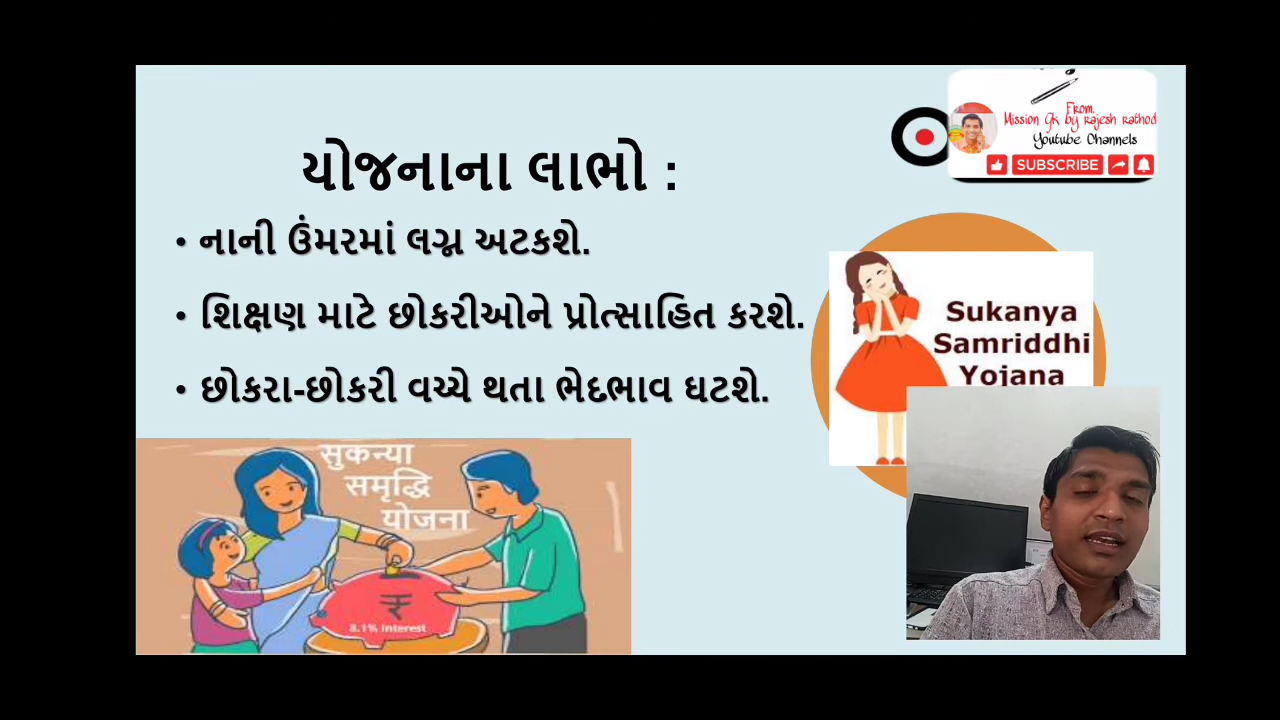 From.
Mission Gk by rajesh rathod
Youtube Channels
SUBSCRIBE
યોજનાના લાભો :
• નાની ઉંમરમાં લગ્ન અટકશે.
• શિક્ષણ માટે છોકરીઓને પ્રોત્સાહિત કરશે.
• છોકરા-છોકરી વચ્ચે થતા ભેદભાવ ઘટશે.
Sukanya
Samriddhi
Yojana
सुकन्या
समृद्धि
योजना
₹
8.1% interest